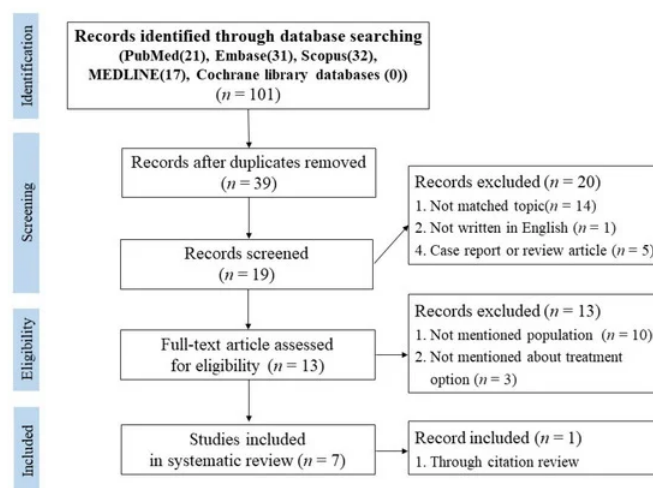 Identification
Records identified through database searching
(PubMed(21), Embase(31), Scopus(32),
MEDLINE(17), Cochrane library databases (0))
(n = 101)
Screening
Records after duplicates removed
(n = 39)
Records excluded (n = 20)
1. Not matched topic(n = 14)
2. Not written in English (n = 1)
4. Case report or review article (n = 5)
Records screened
(n = 19)
Eligibility
Full-text article assessed
for eligibility (n = 13)
Records excluded (n = 13)
1. Not mentioned population (n = 10)
2. Not mentioned about treatment
option (n = 3)
Included
Studies included
in systematic review (n = 7)
Record included (n = 1)
1. Through citation review